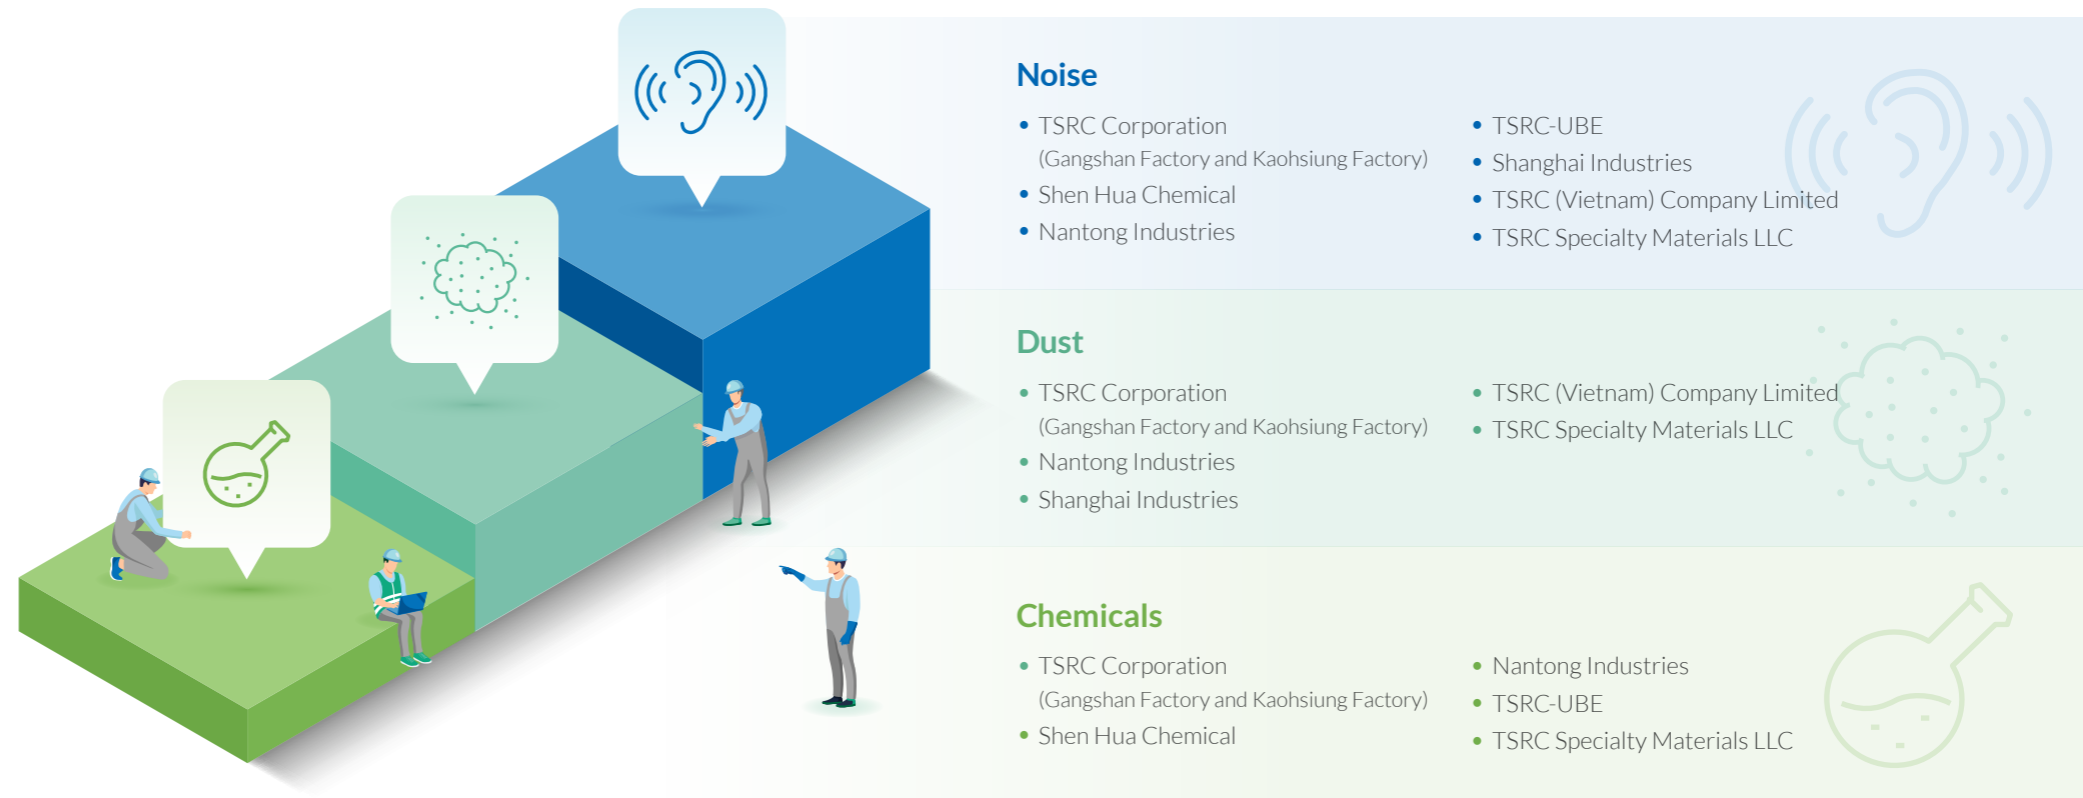 Noise
TSRC Corporation
(Gangshan Factory and Kaohsiung Factory)
Shen Hua Chemical
Nantong Industries
TSRC-UBE
Shanghai Industries
TSRC (Vietnam) Company Limited
TSRC Specialty Materials LLC
Dust
TSRC Corporation
(Gangshan Factory and Kaohsiung Factory)
Nantong Industries
Shanghai Industries
TSRC (Vietnam) Company Limited
TSRC Specialty Materials LLC
Chemicals
TSRC Corporation
(Gangshan Factory and Kaohsiung Factory)
Shen Hua Chemical
Nantong Industries
TSRC-UBE
TSRC Specialty Materials LLC